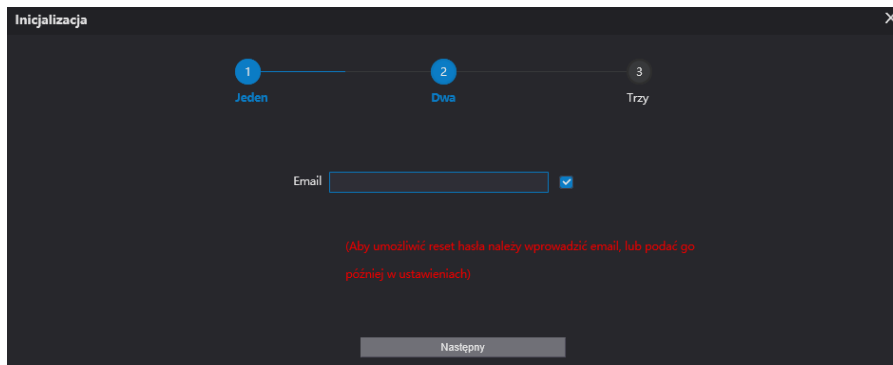 Inicjalizacja
1
2
3
Jeden
Dwa
Trzy
Email
(Aby umożliwić reset hasła należy wprowadzić email, lub podać go
później w ustawieniach)
Następny